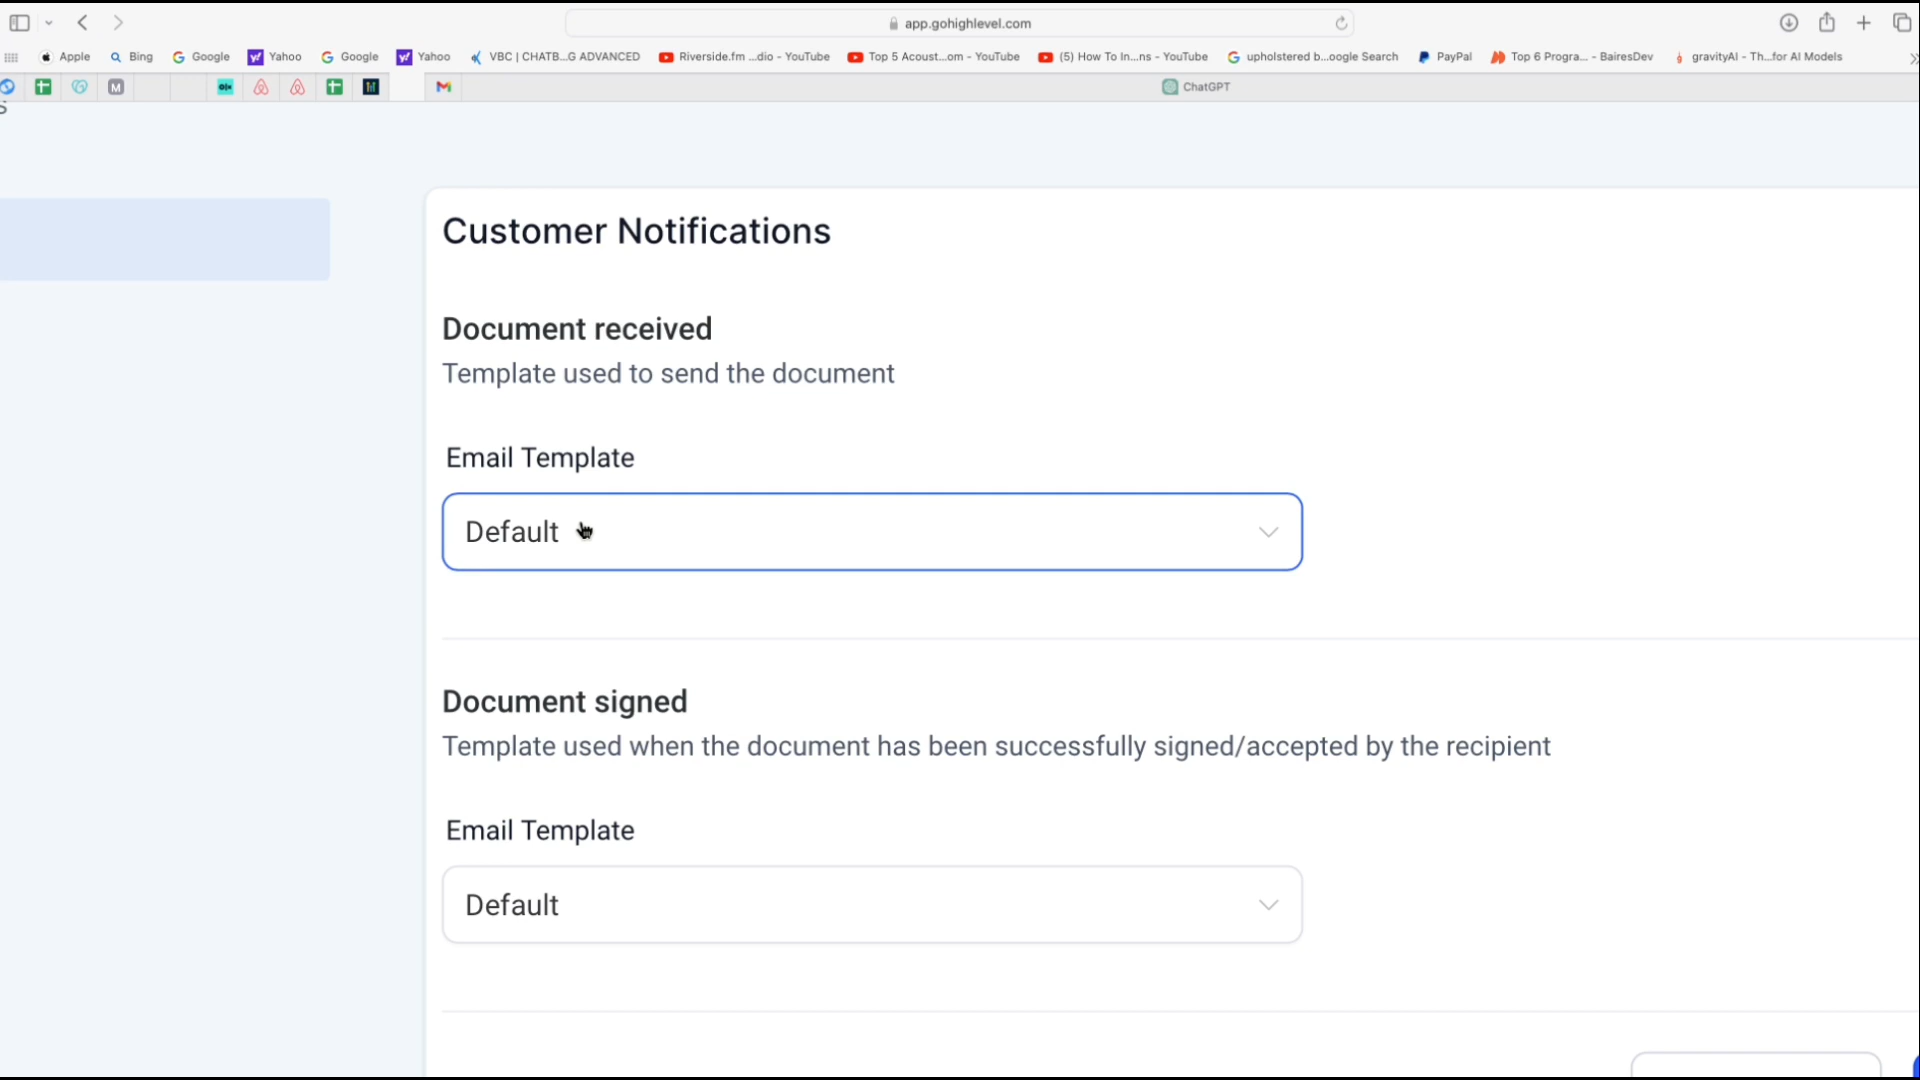 app.gohighlevel.com
Apple Bing Google Yahoo Google Yahoo VBC | CHATB...G ADVANCED Riverside.fm ...dio - YouTube Top 5 Acoust...om - YouTube (5) How To In...ns - YouTube upholstered b...oogle Search PayPal Top 6 Progra... - BairesDev gravityAI - Th...for AI Models
M ChatGPT
s
Customer Notifications
Document received
Template used to send the document
Email Template
Default
Document signed
Template used when the document has been successfully signed/accepted by the recipient
Email Template
Default